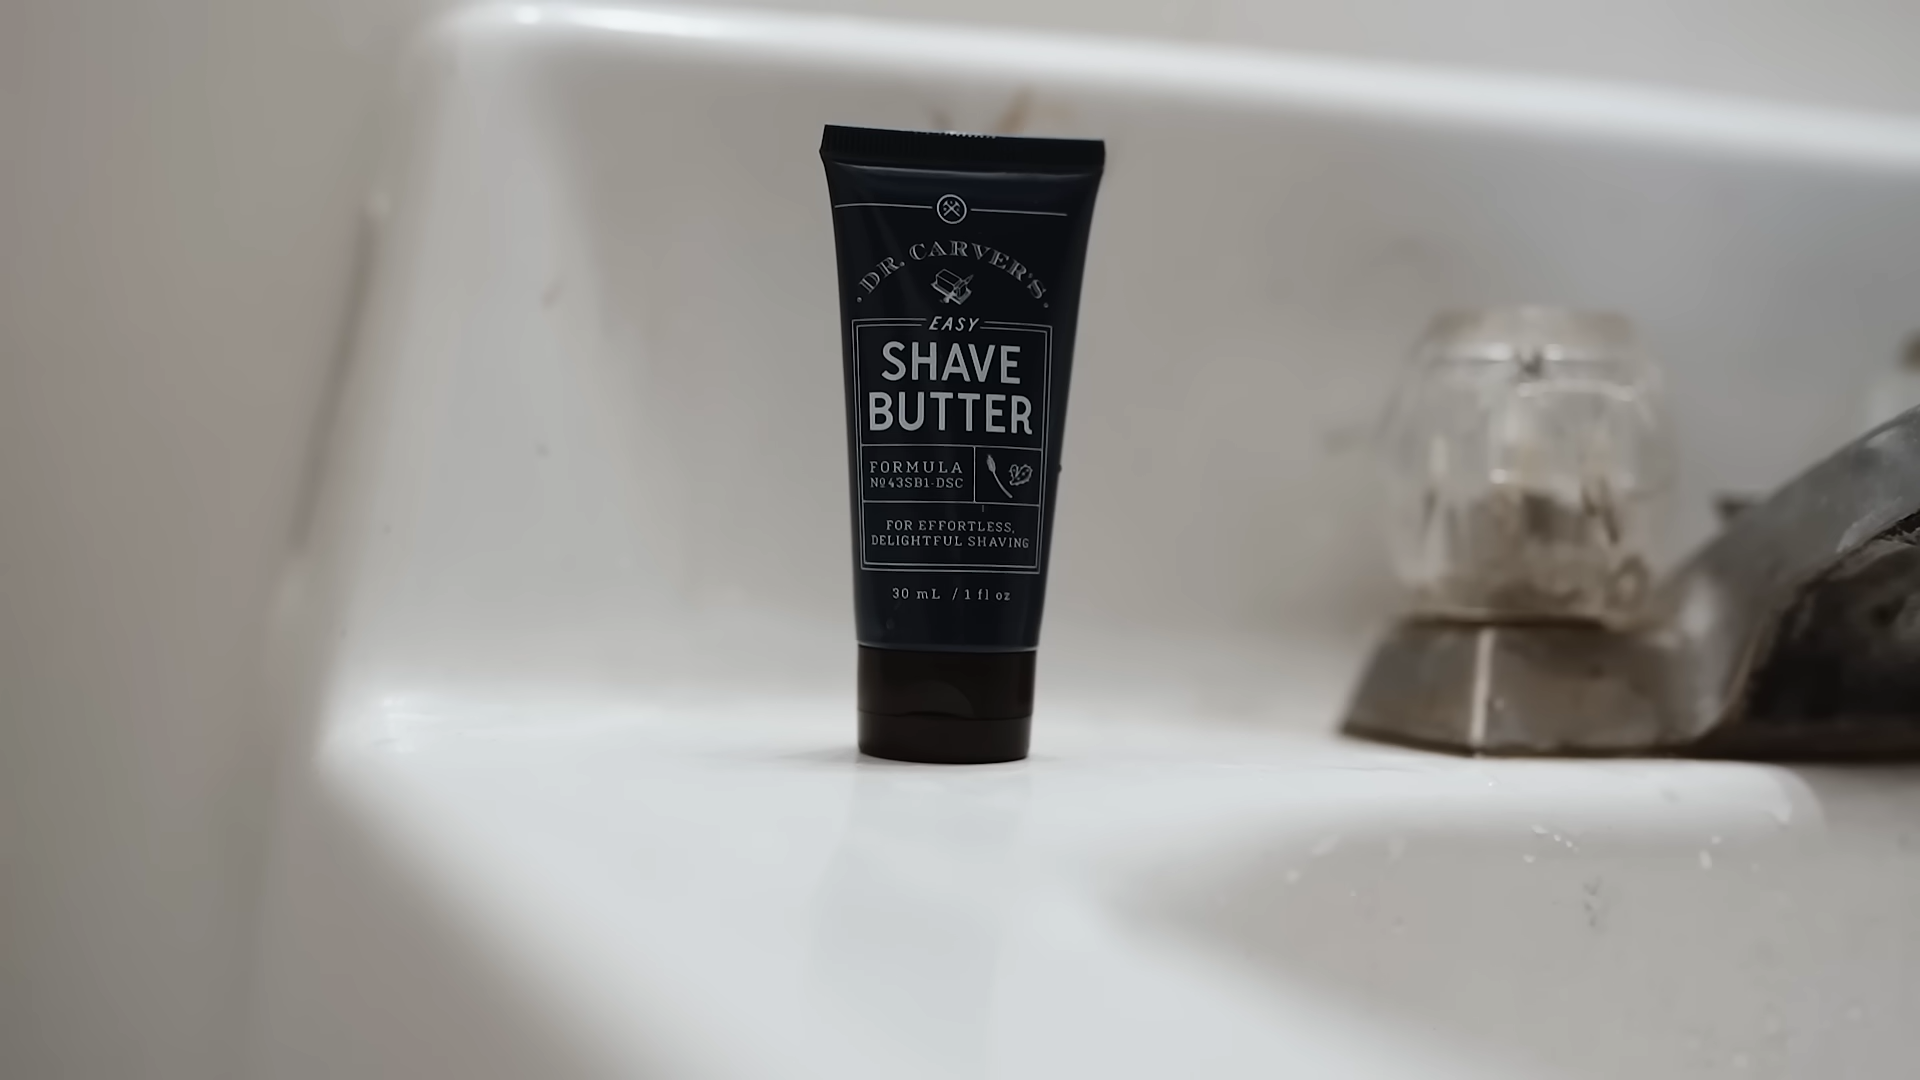 DR. CARVER'S
EASY
SHAVE
BUTTER
FORMULA
Nº43SB1-DSC
FOR EFFORTLESS,
DELIGHTFUL SHAVING
30 mL / 1 fl oz